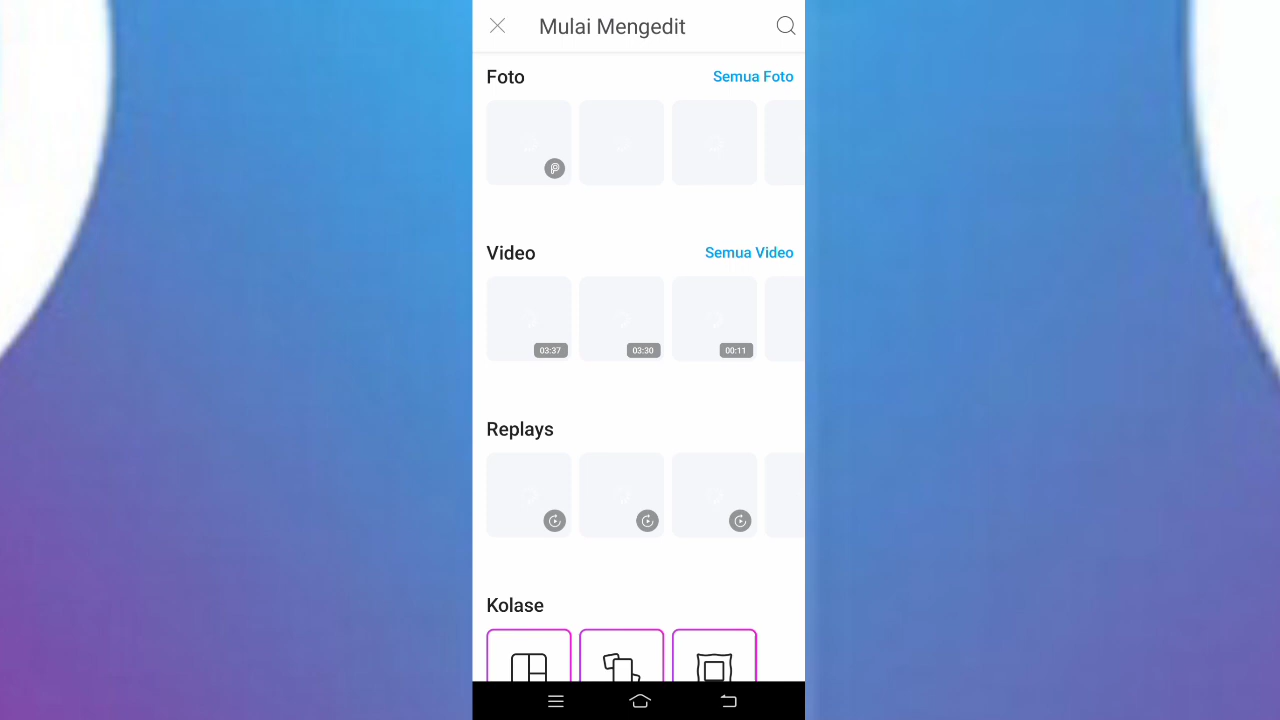 Mulai Mengedit
Foto
Semua Foto
Video
Semua Video
03:37
03:30
00:11
Replays
Kolase